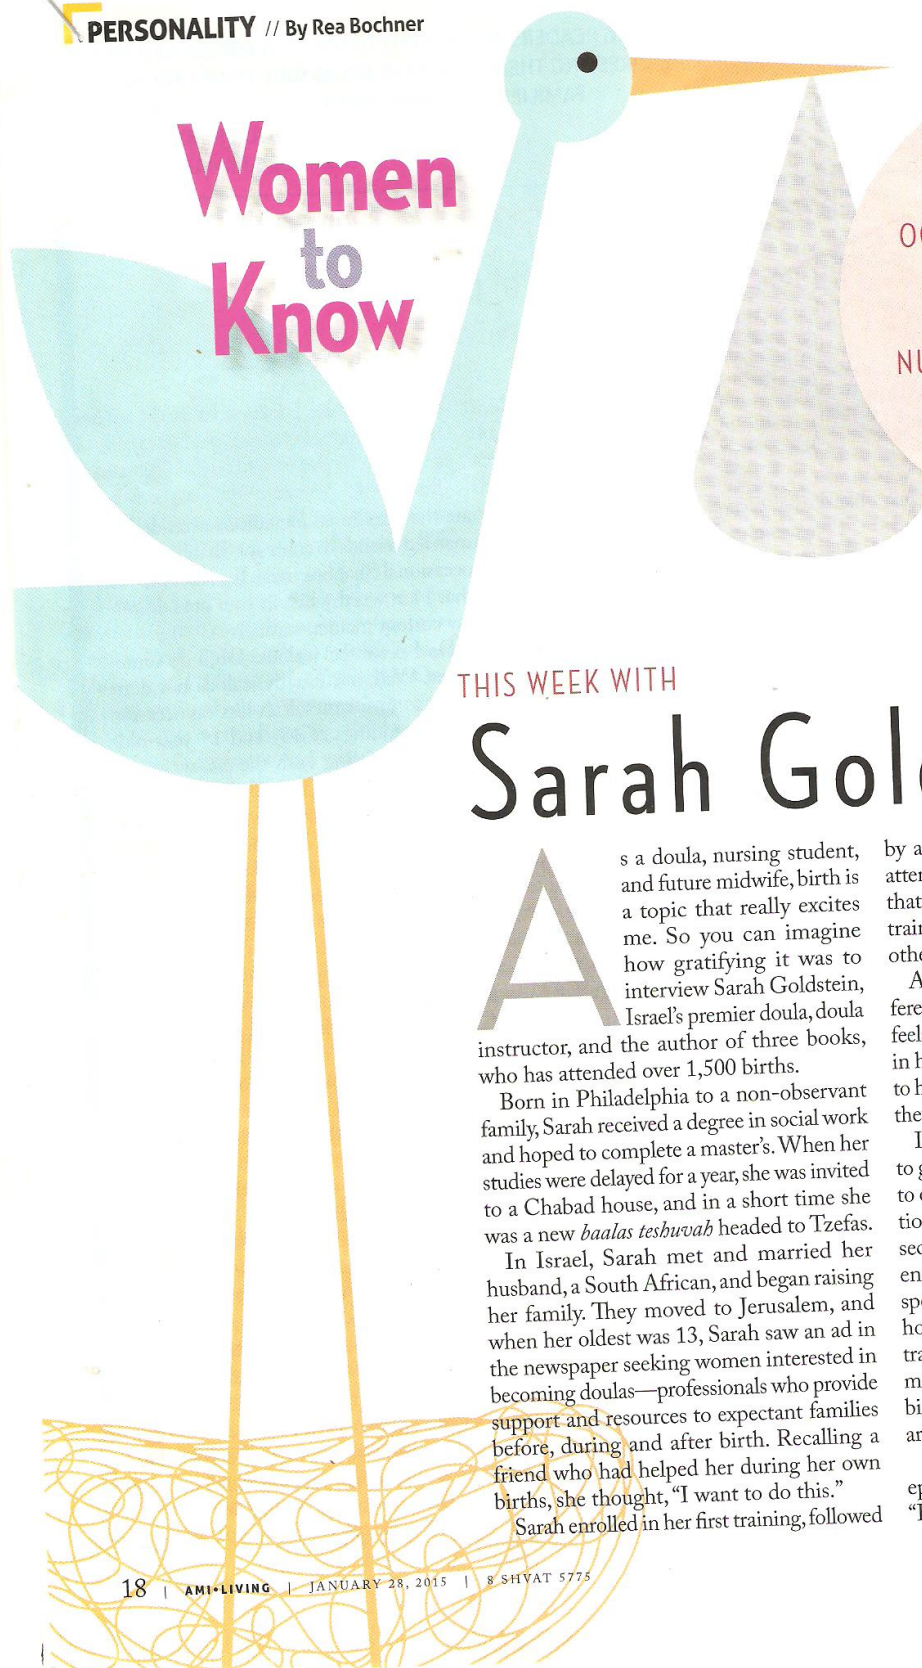 PERSONALITY // By Rea Bochner
Women
to
Know
THIS WEEK WITH
Sarah
As a doula, nursing student,
and future midwife, birth is
a topic that really excites
me. So you can imagine
how gratifying it was to
interview Sarah Goldstein,
Israel's premier doula, doula
instructor, and the author of three books,
who has attended over 1,500 births.
Born in Philadelphia to a non-observant
family, Sarah received a degree in social work
and hoped to complete a master's. When her
studies were delayed for a year, she was invited
to a Chabad house, and in a short time she
was a new baalas teshuvah headed to Tzefas.
In Israel, Sarah met and married her
husband, a South African, and began raising
her family. They moved to Jerusalem, and
when her oldest was 13, Sarah saw an ad in
the newspaper seeking women interested in
becoming doulas—professionals who provide
support and resources to expectant families
before, during and after birth. Recalling a
friend who had helped her during her own
births, she thought, “I want to do this.”
Sarah enrolled in her first training, followed
by a
that
in
to
the
to
to
18 | AMI•LIVING | JANUARY 28, 2015 | 8 SHVAT 5775